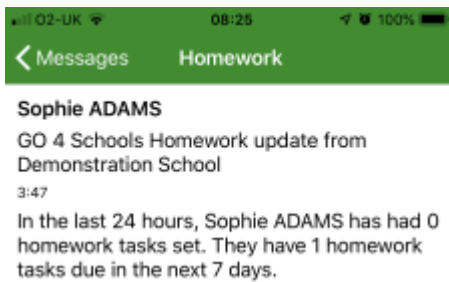 O2-UK 08:25 100%
Messages Homework
Sophie ADAMS
GO 4 Schools Homework update from
Demonstration School
3:47
In the last 24 hours, Sophie ADAMS has had 0
homework tasks set. They have 1 homework
tasks due in the next 7 days.